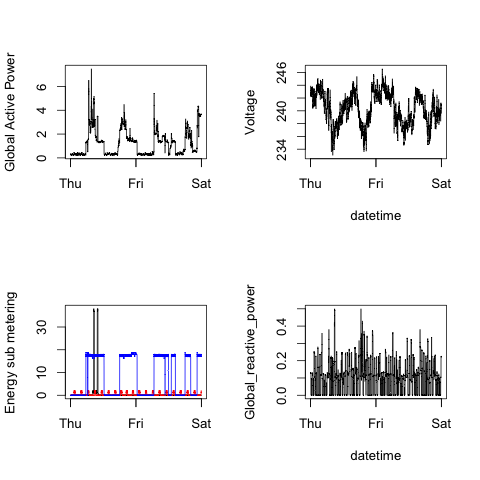 Global Active Power
6
4
2
0
Thu Fri Sat
Voltage
246
240
234
Thu Fri Sat
datetime
Energy sub metering
30
10
0
Thu Fri Sat
Global_reactive_power
0.4
0.2
0.0
Thu Fri Sat
datetime